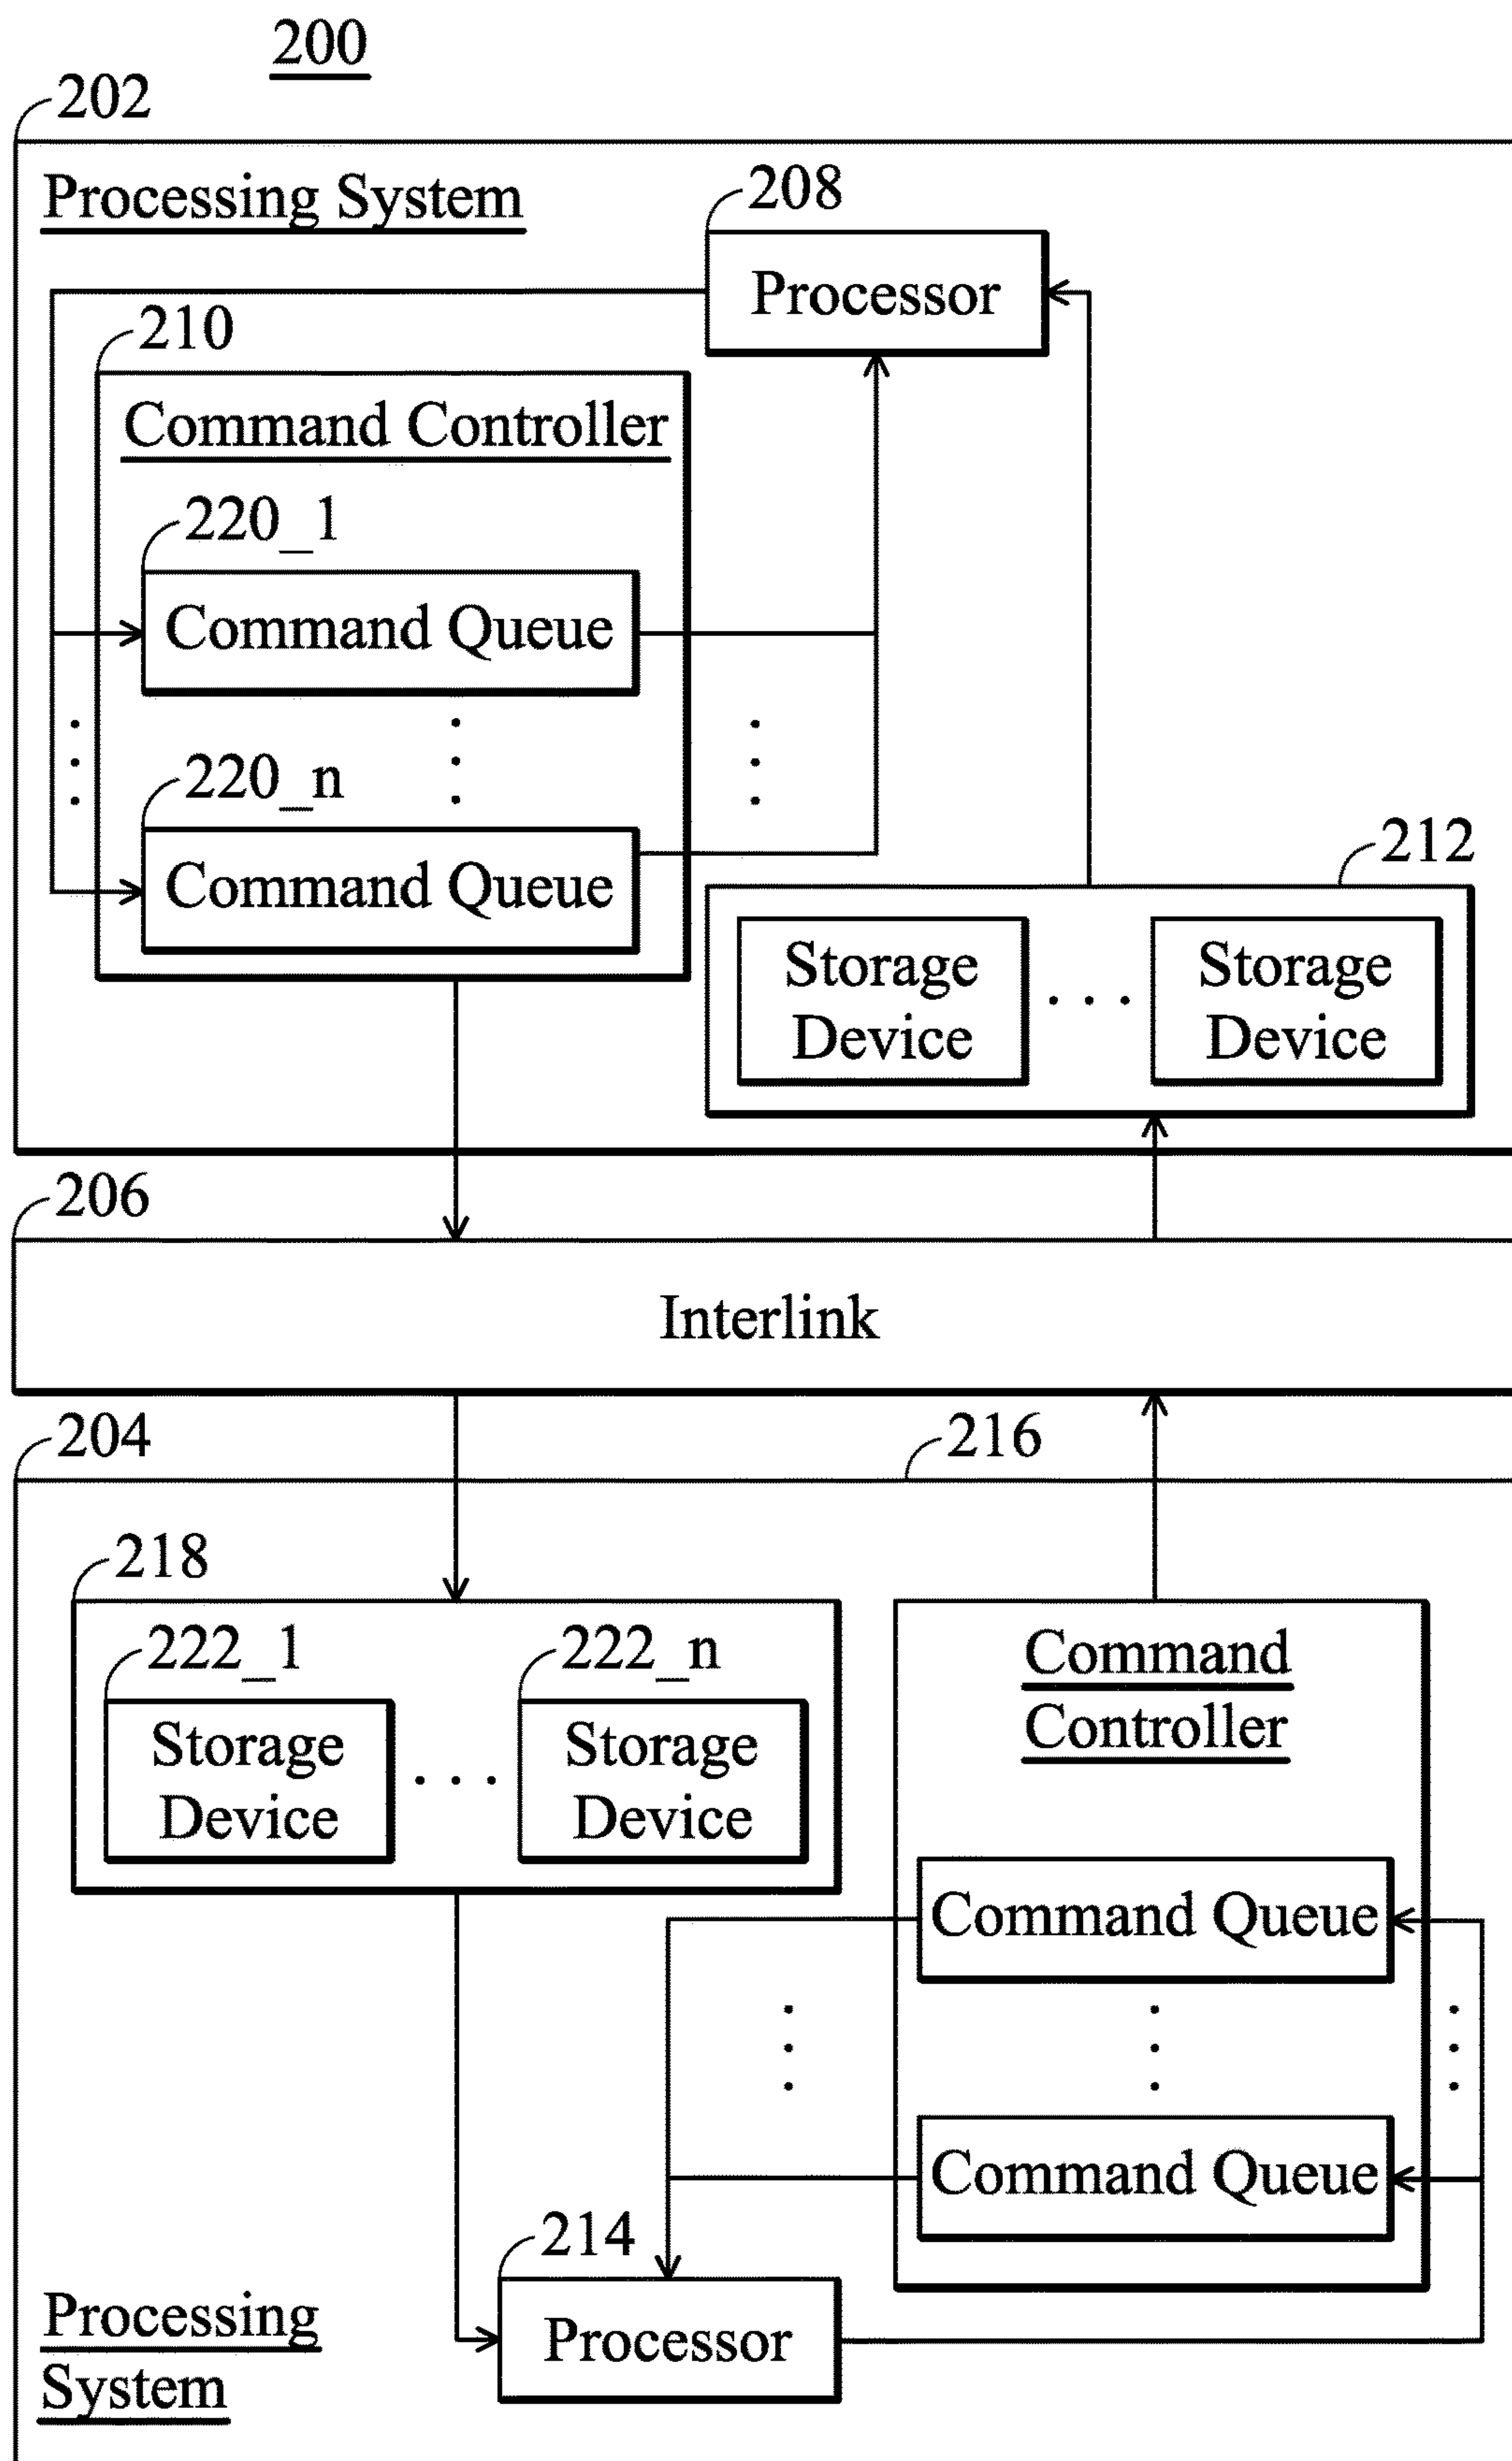 200
202
Processing System
208
Processor
210
Command Controller
220_1
Command Queue
220_n
Command Queue
212
Storage
Device
Storage
Device
206
Interlink
204
216
218
222_1
222_n
Storage
Device
Storage
Device
Command
Controller
Command Queue
Command Queue
214
Processor
Processing
System